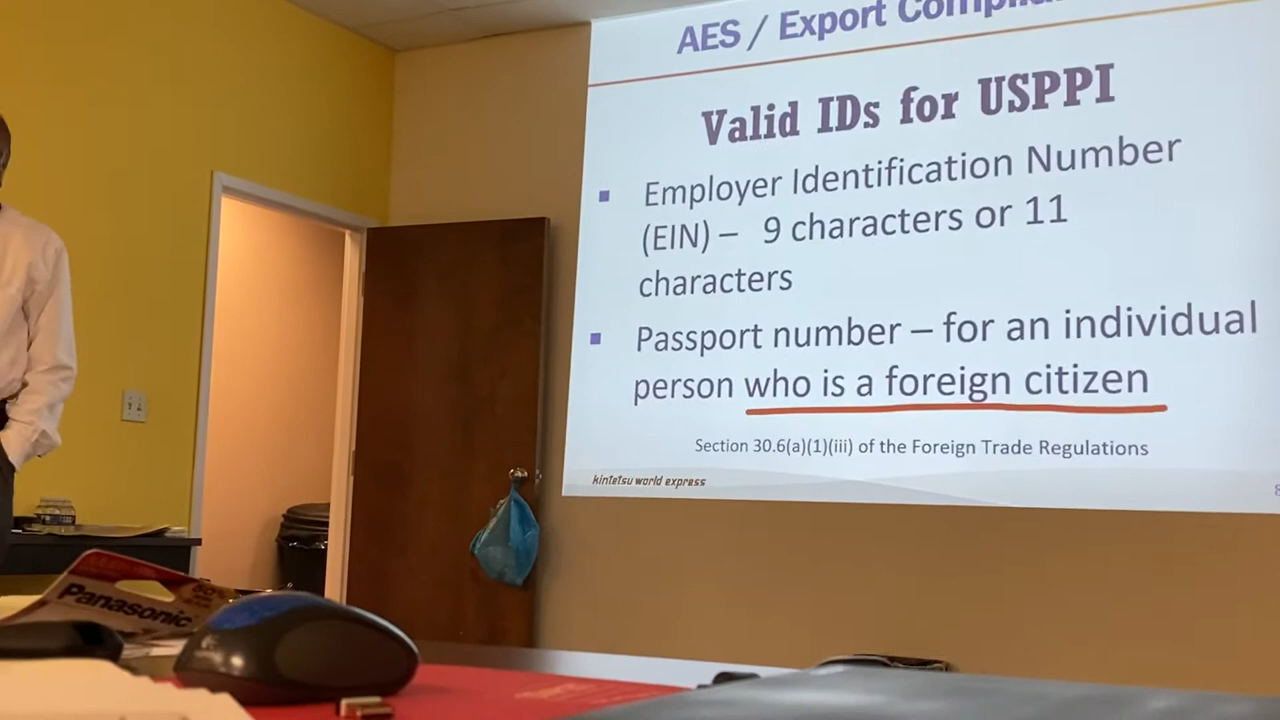 AES / Export Compli
Valid IDs for USPPI
▪ Employer Identification Number
(EIN) – 9 characters or 11
characters
▪ Passport number – for an individual
person who is a foreign citizen
Section 30.6(a)(1)(iii) of the Foreign Trade Regulations
kintetsu world express
Panasonic